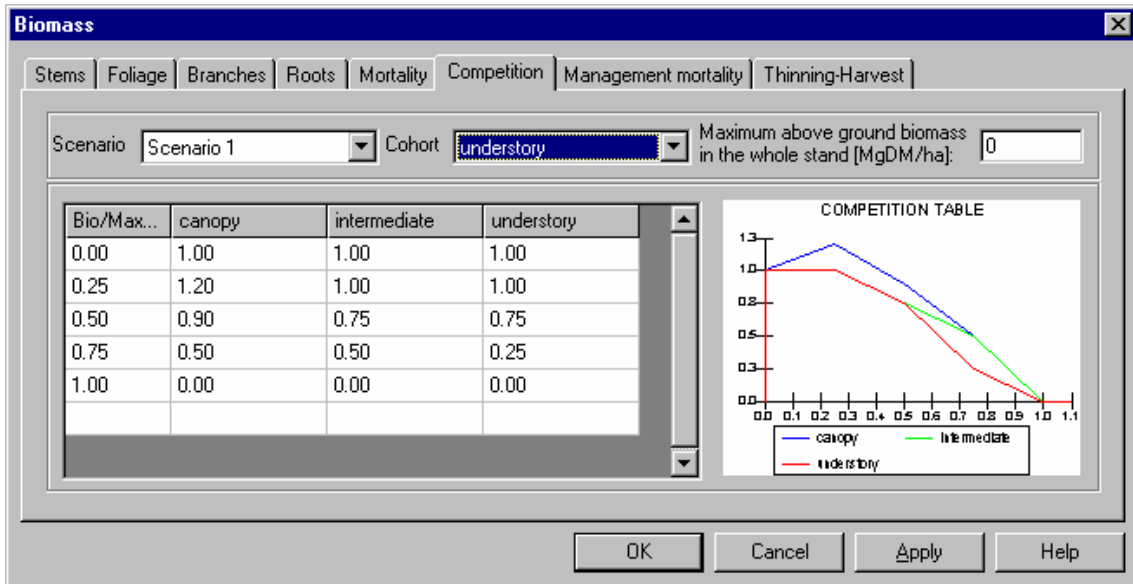 Biomass
Stems Foliage Branches Roots Mortality Competition Management mortality Thinning-Harvest
Scenario Scenario 1 Cohort understory Maximum above ground biomass in the whole stand [MgDM/ha]: 0
Bio/Max... canopy intermediate understory
0.00 1.00 1.00 1.00
0.25 1.20 1.00 1.00
0.50 0.90 0.75 0.75
0.75 0.50 0.50 0.25
1.00 0.00 0.00 0.00
COMPETITION TABLE
1.3
1.0
0.8
0.5
0.3
0.0
0.0 0.1 0.2 0.3 0.4 0.5 0.6 0.7 0.8 0.9 1.0 1.1
canopy intermediate
understory
OK Cancel Apply Help